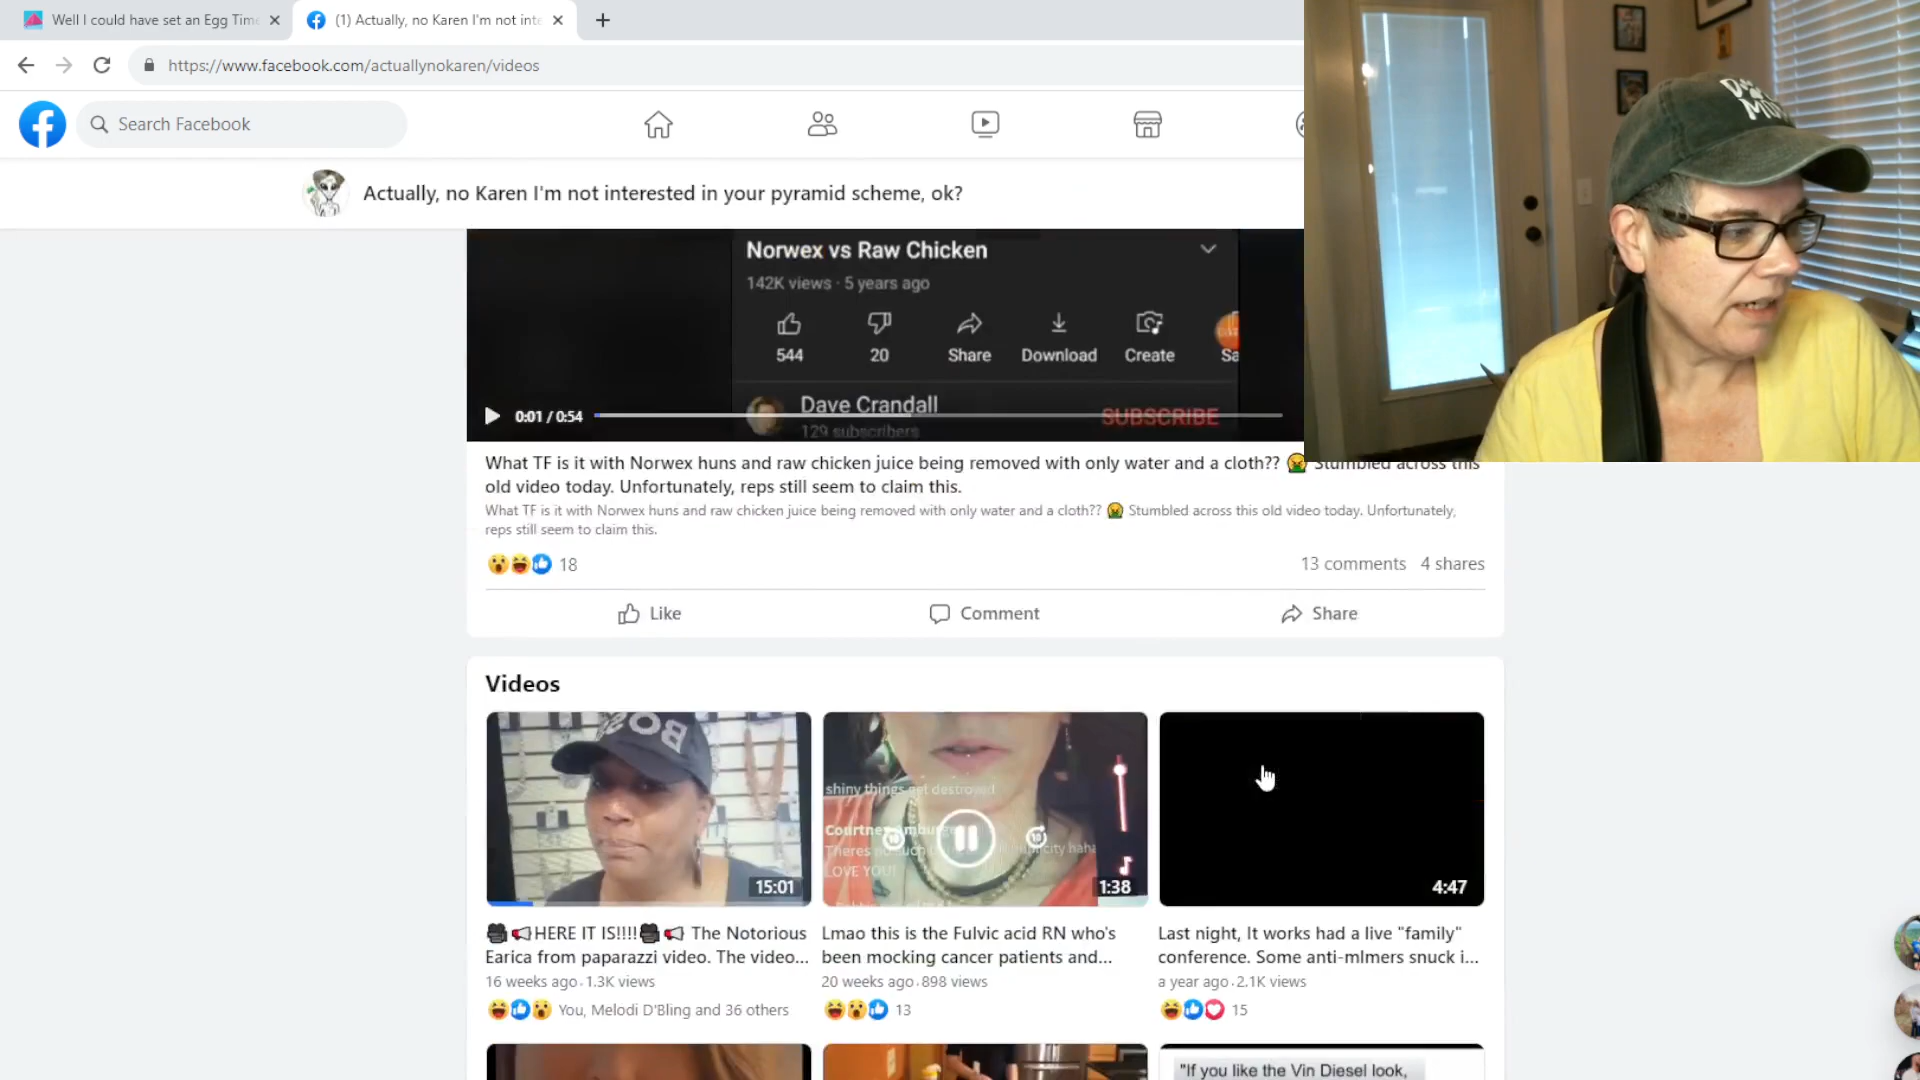 Well I could have set an Egg Tim
(1) Actually, no Karen I'm not inte
https://www.facebook.com/actuallynokaren/videos
Search Facebook
Actually, no Karen I'm not interested in your pyramid scheme, ok?
Norwex vs Raw Chicken
142K views · 5 years ago
544
20
Share
Download
Create
Sa
Dave Crandall
129 subscribers
SUBSCRIBE
0:01 / 0:54
What TF is it with Norwex huns and raw chicken juice being removed with only water and a cloth?? 🤮 Stumbled across this
old video today. Unfortunately, reps still seem to claim this.
What TF is it with Norwex huns and raw chicken juice being removed with only water and a cloth?? 🤮 Stumbled across this old video today. Unfortunately,
reps still seem to claim this.
18
13 comments 4 shares
Like
Comment
Share
Videos
BOS
15:01
shiny things get destroyed
Courtney
LOVE YOU!
1:38
4:47
🎥📢HERE IT IS!!!!🎥📢 The Notorious
Earica from paparazzi video. The video...
16 weeks ago · 1.3K views
You, Melodi D'Bling and 36 others
Lmao this is the Fulvic acid RN who's
been mocking cancer patients and...
20 weeks ago · 898 views
13
Last night, It works had a live "family"
conference. Some anti-mlmers snuck i...
a year ago · 2.1K views
15
"If you like the Vin Diesel look,